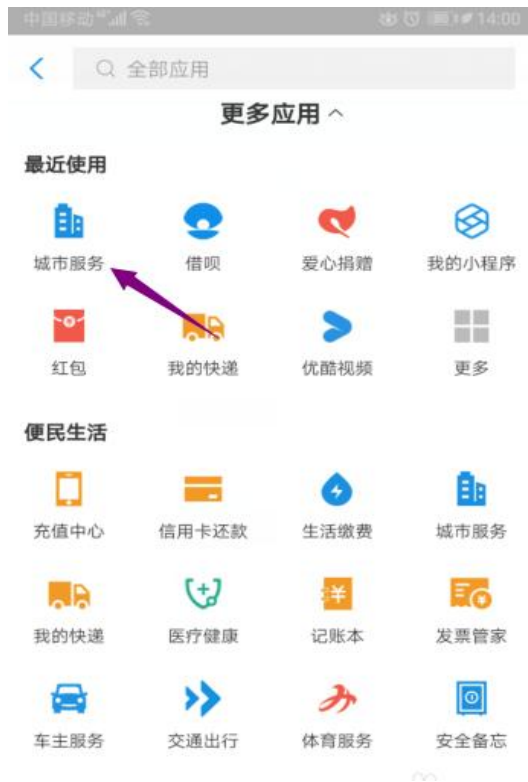 中国移动 14:00
全部应用
更多应用
最近使用
城市服务 借呗 爱心捐赠 我的小程序
红包 我的快递 优酷视频 更多
便民生活
充值中心 信用卡还款 生活缴费 城市服务
我的快递 医疗健康 记账本 发票管家
车主服务 交通出行 体育服务 安全备忘